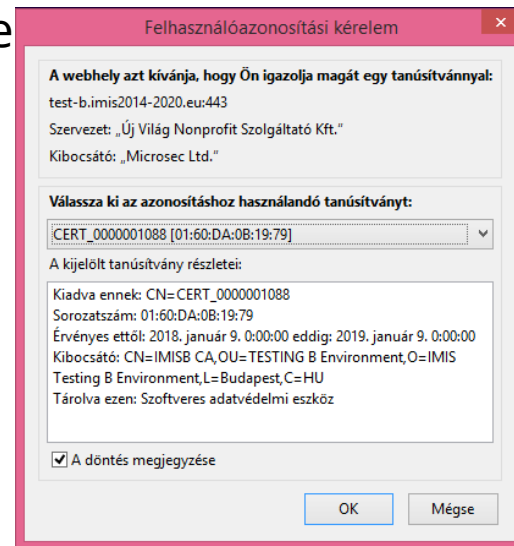 e
Felhasználóazonosítási kérelem
A webhely azt kívánja, hogy Ön igazolja magát egy tanúsítvánnyal:
test-b.imis2014-2020.eu:443
Szervezet: „Új Világ Nonprofit Szolgáltató Kft.”
Kibocsátó: „Microsec Ltd.”
Válassza ki az azonosításhoz használandó tanúsítványt:
CERT_0000001088 [01:60:DA:0B:19:79]
A kijelölt tanúsítvány részletei:
Kiadva ennek: CN=CERT_0000001088
Sorozatszám: 01:60:DA:0B:19:79
Érvényes ettől: 2018. január 9. 0:00:00 eddig: 2019. január 9. 0:00:00
Kibocsátó: CN=IMISB CA,OU=TESTING B Environment,O=IMIS
Testing B Environment,L=Budapest,C=HU
Tárolva ezen: Szoftveres adatvédelmi eszköz
A döntés megjegyzése
OK Mégse